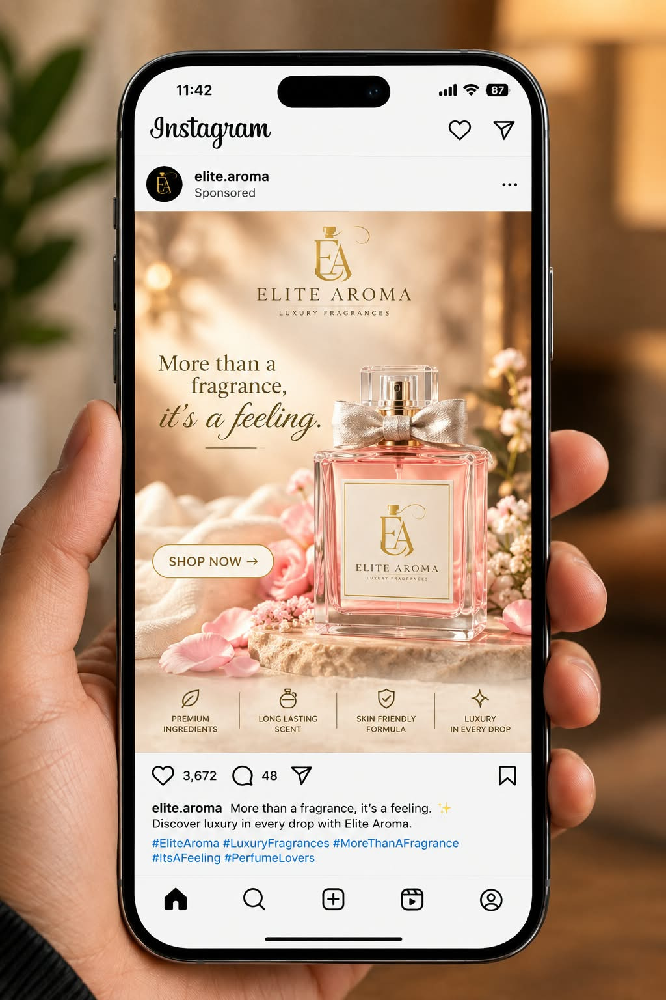 11:42
87
Instagram
elite.aroma
Sponsored
EA
EA
ELITE AROMA
LUXURY FRAGRANCES
More than a
fragrance,
it's a feeling.
EA
ELITE AROMA
LUXURY FRAGRANCES
SHOP NOW →
PREMIUM
INGREDIENTS
LONG LASTING
SCENT
SKIN FRIENDLY
FORMULA
LUXURY
IN EVERY DROP
3,672
48
elite.aroma More than a fragrance, it's a feeling. ✨
Discover luxury in every drop with Elite Aroma.
#EliteAroma #LuxuryFragrances #MoreThanAFragrance
#ItsAFeeling #PerfumeLovers